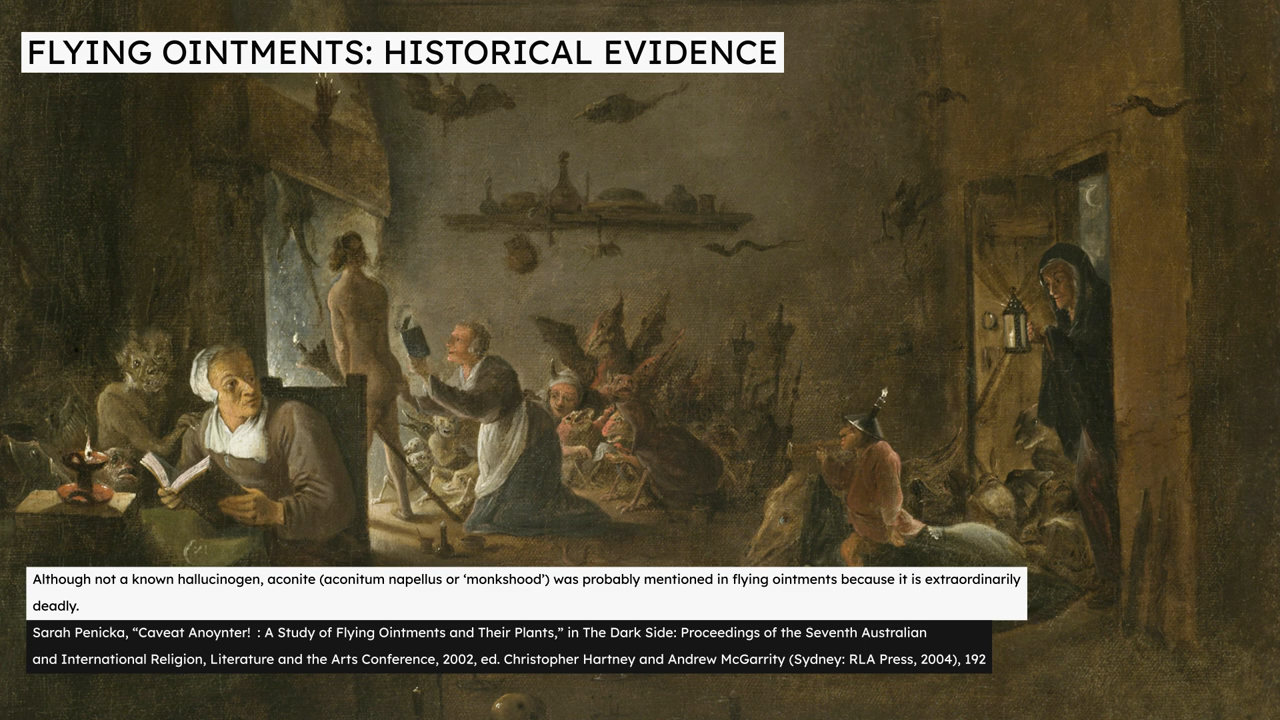 FLYING OINTMENTS: HISTORICAL EVIDENCE
Although not a known hallucinogen, aconite (aconitum napellus or ‘monkshood’) was probably mentioned in flying ointments because it is extraordinarily
deadly.
Sarah Penicka, “Caveat Anoynter! : A Study of Flying Ointments and Their Plants,” in The Dark Side: Proceedings of the Seventh Australian
and International Religion, Literature and the Arts Conference, 2002, ed. Christopher Hartney and Andrew McGarrity (Sydney: RLA Press, 2004), 192